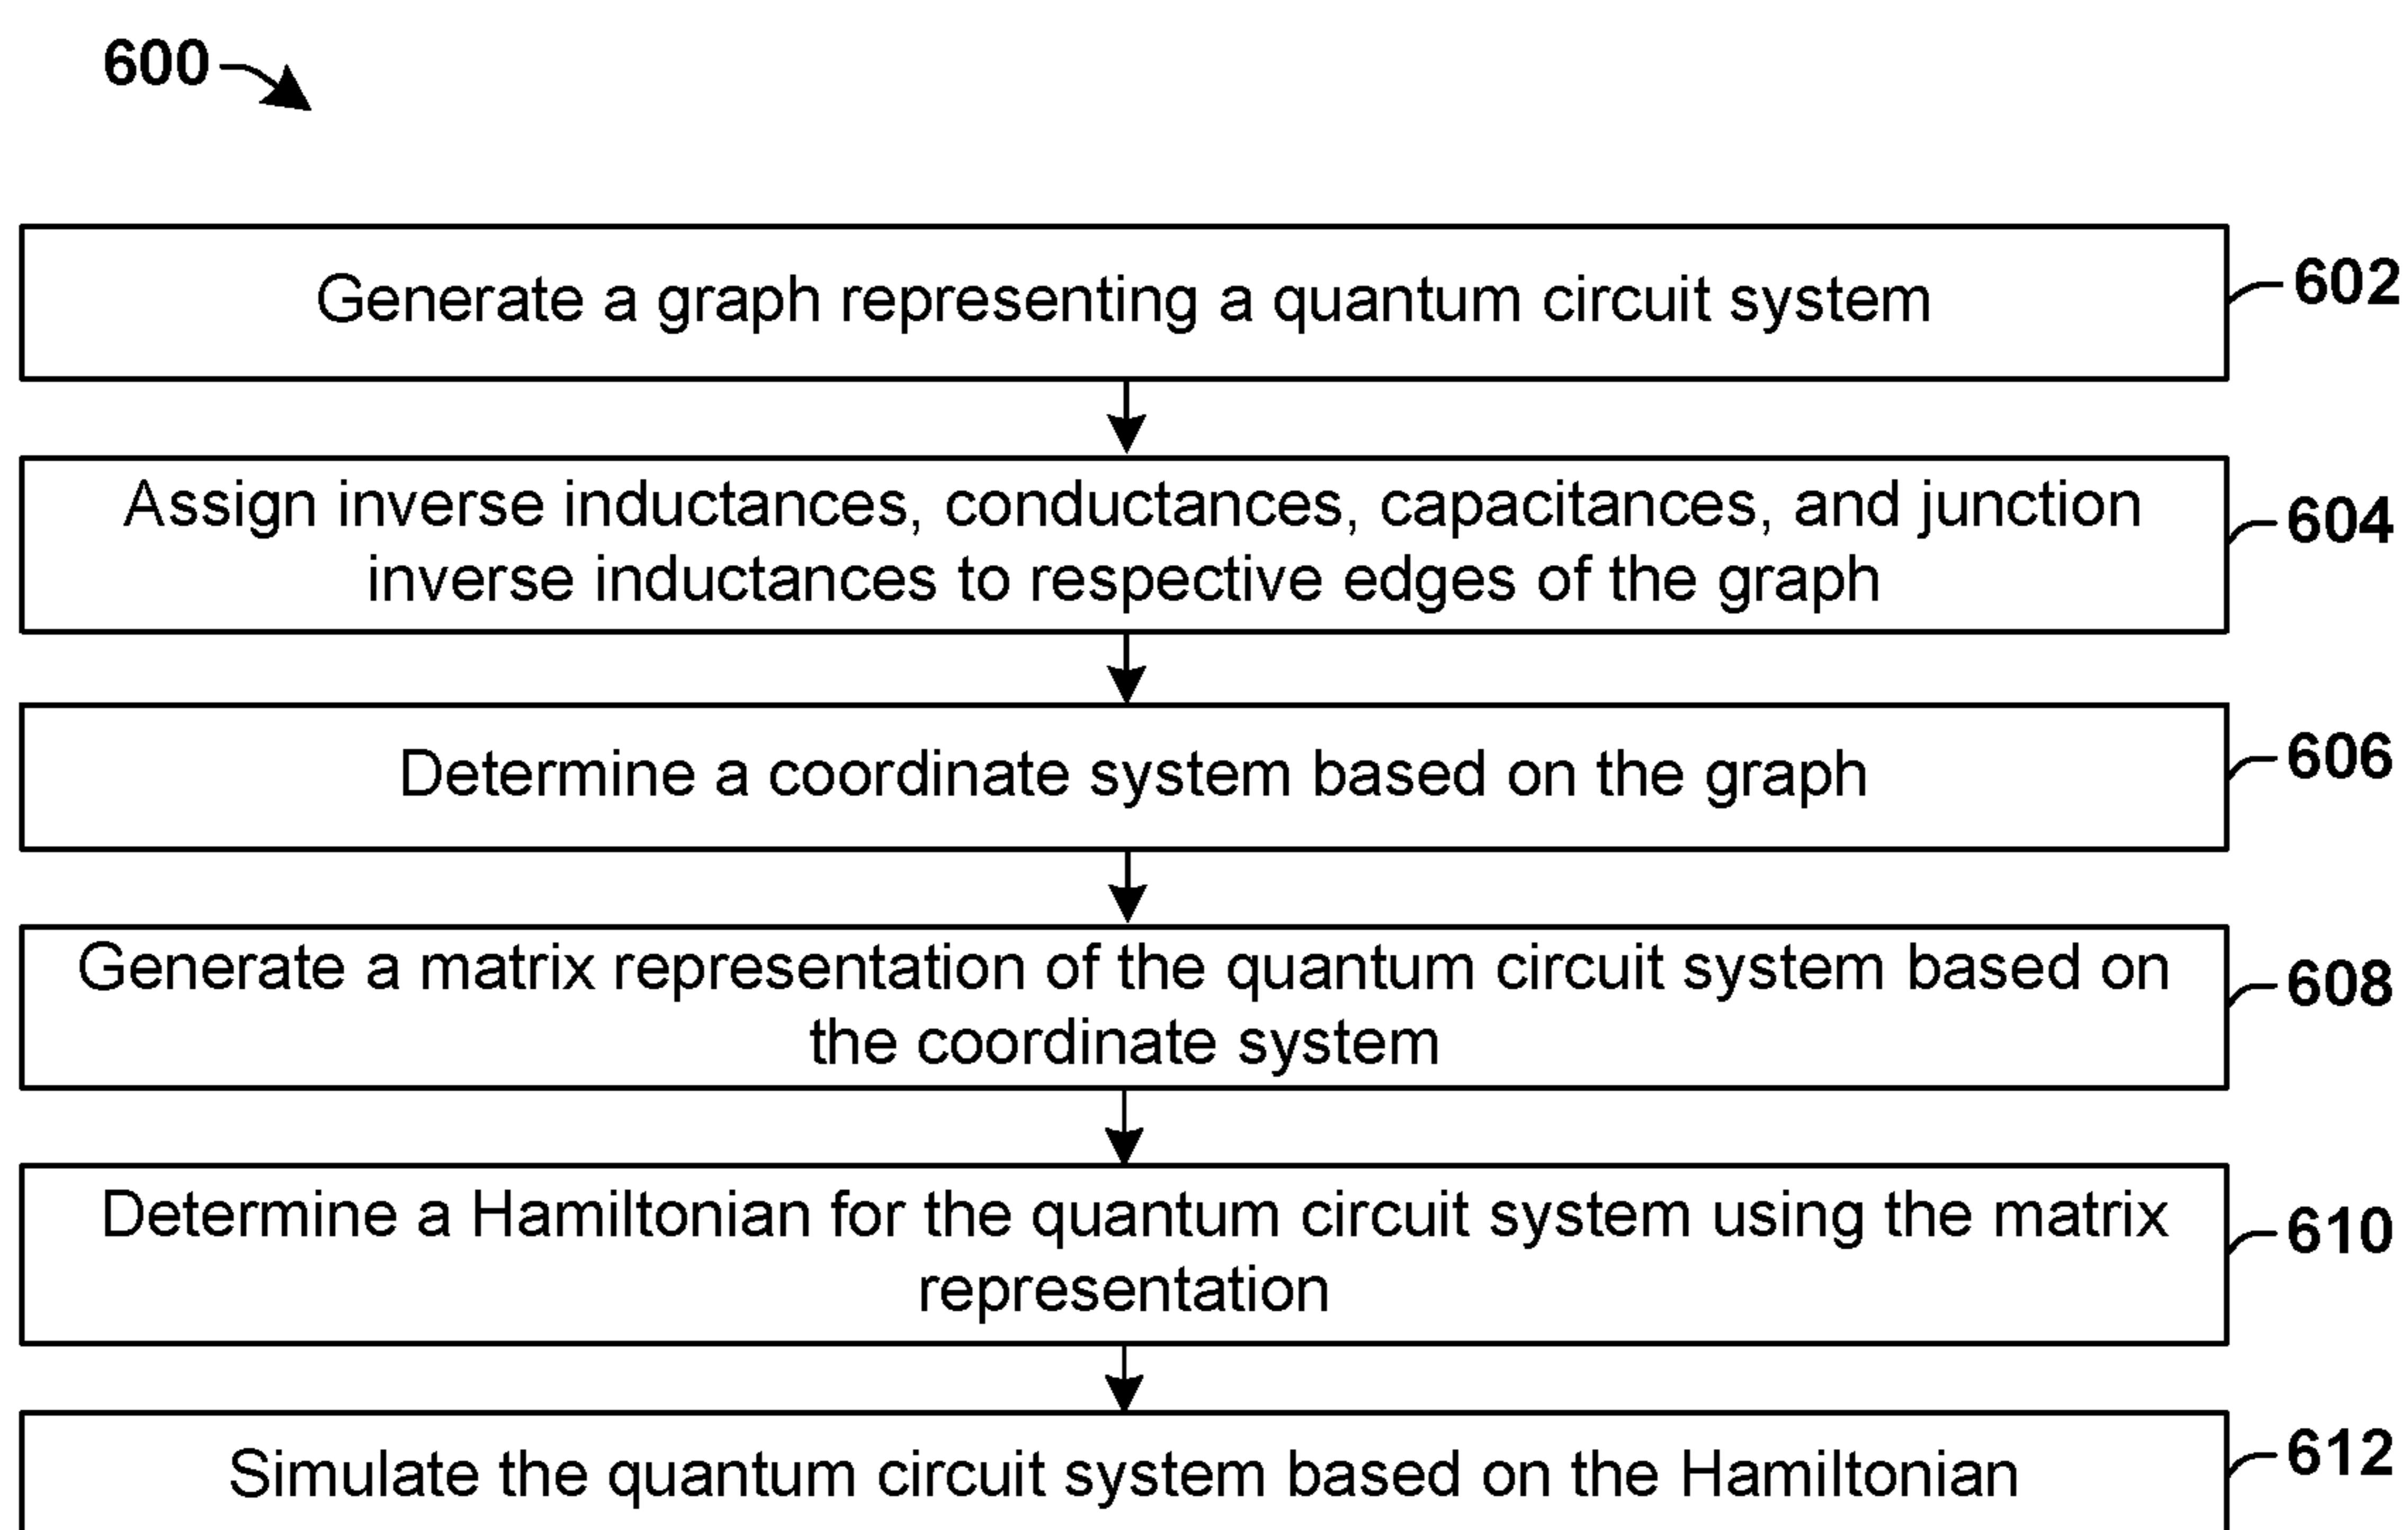 600
Generate a graph representing a quantum circuit system
602
Assign inverse inductances, conductances, capacitances, and junction
inverse inductances to respective edges of the graph
604
Determine a coordinate system based on the graph
606
Generate a matrix representation of the quantum circuit system based on
the coordinate system
608
Determine a Hamiltonian for the quantum circuit system using the matrix
representation
610
Simulate the quantum circuit system based on the Hamiltonian
612